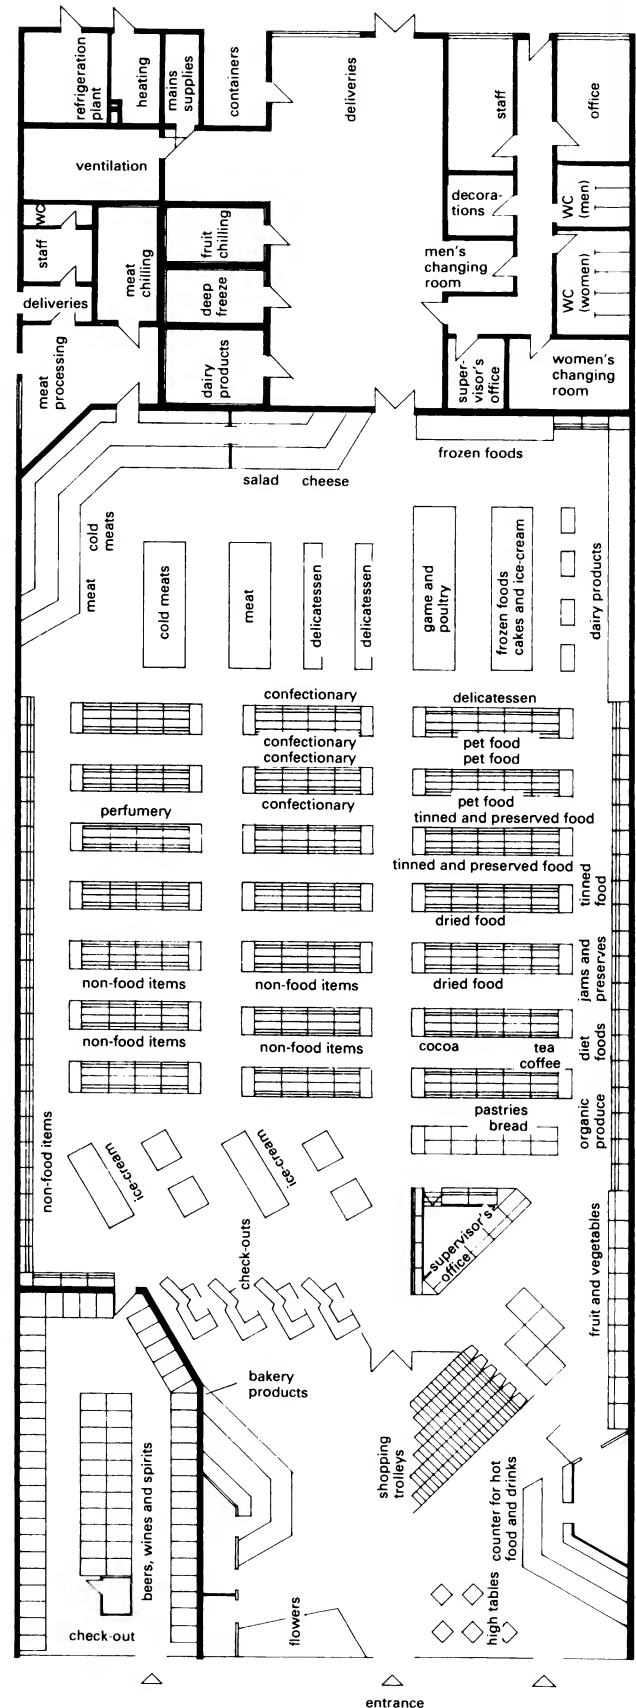 refrigeration
plant
heating
mains
supplies
containers
deliveries
staff
office
ventilation
WC
staff
deliveries
meat
processing
meat
chilling
fruit
chilling
deep
freeze
dairy
products
decora-
tions
WC
(men)
men's
changing
room
WC
(women)
super-
visor's
office
women's
changing
room
salad
cheese
frozen foods
cold
meats
meat
cold meats
meat
delicatessen
delicatessen
game and
poultry
frozen foods
cakes and ice-cream
dairy products
confectionary
delicatessen
confectionary
pet food
confectionary
pet food
perfumery
confectionary
pet food
tinned and preserved food
tinned and preserved food
tinned
food
dried food
jams and
preserves
non-food items
non-food items
dried food
non-food items
non-food items
cocoa
tea
coffee
diet
foods
pastries
bread
organic
produce
non-food items
ice-cream
ice-cream
check-outs
supervisor's
office
fruit and vegetables
bakery
products
beers, wines and spirits
shopping
trolleys
counter for hot
food and drinks
flowers
high tables
check-out
entrance